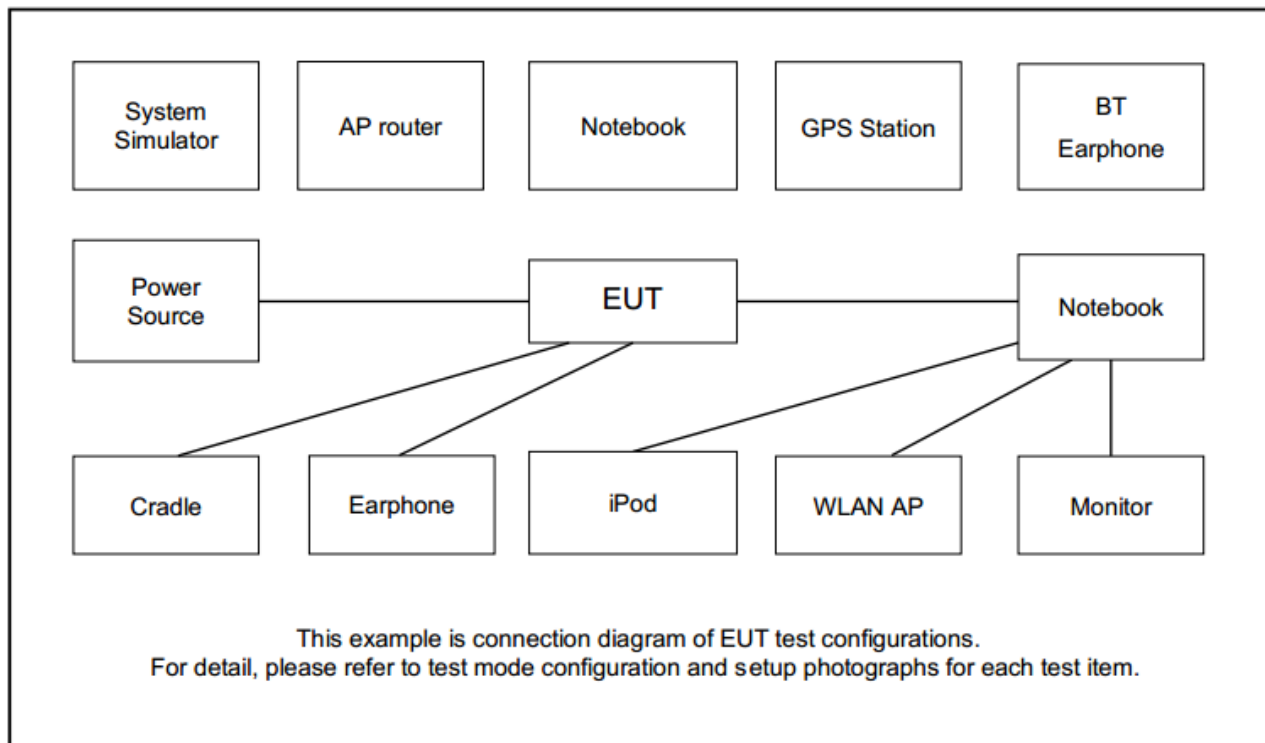 System
Simulator
AP router
Notebook
GPS Station
BT
Earphone
Power
Source
EUT
Notebook
Cradle
Earphone
iPod
WLAN AP
Monitor
This example is connection diagram of EUT test configurations.
For detail, please refer to test mode configuration and setup photographs for each test item.